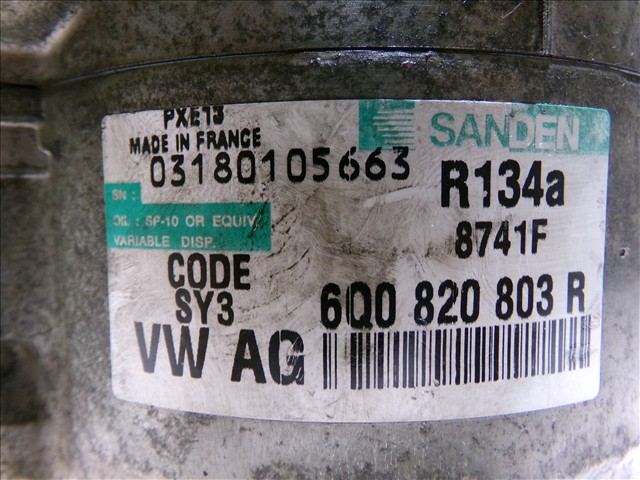 PXE13
MADE IN FRANCE
SANDEN
03180105663
R134a
SN :
OIL : SP-10 OR EQUIV.
VARIABLE DISP.
8741F
CODE
SY3
6Q0 820 803 R
VW AG